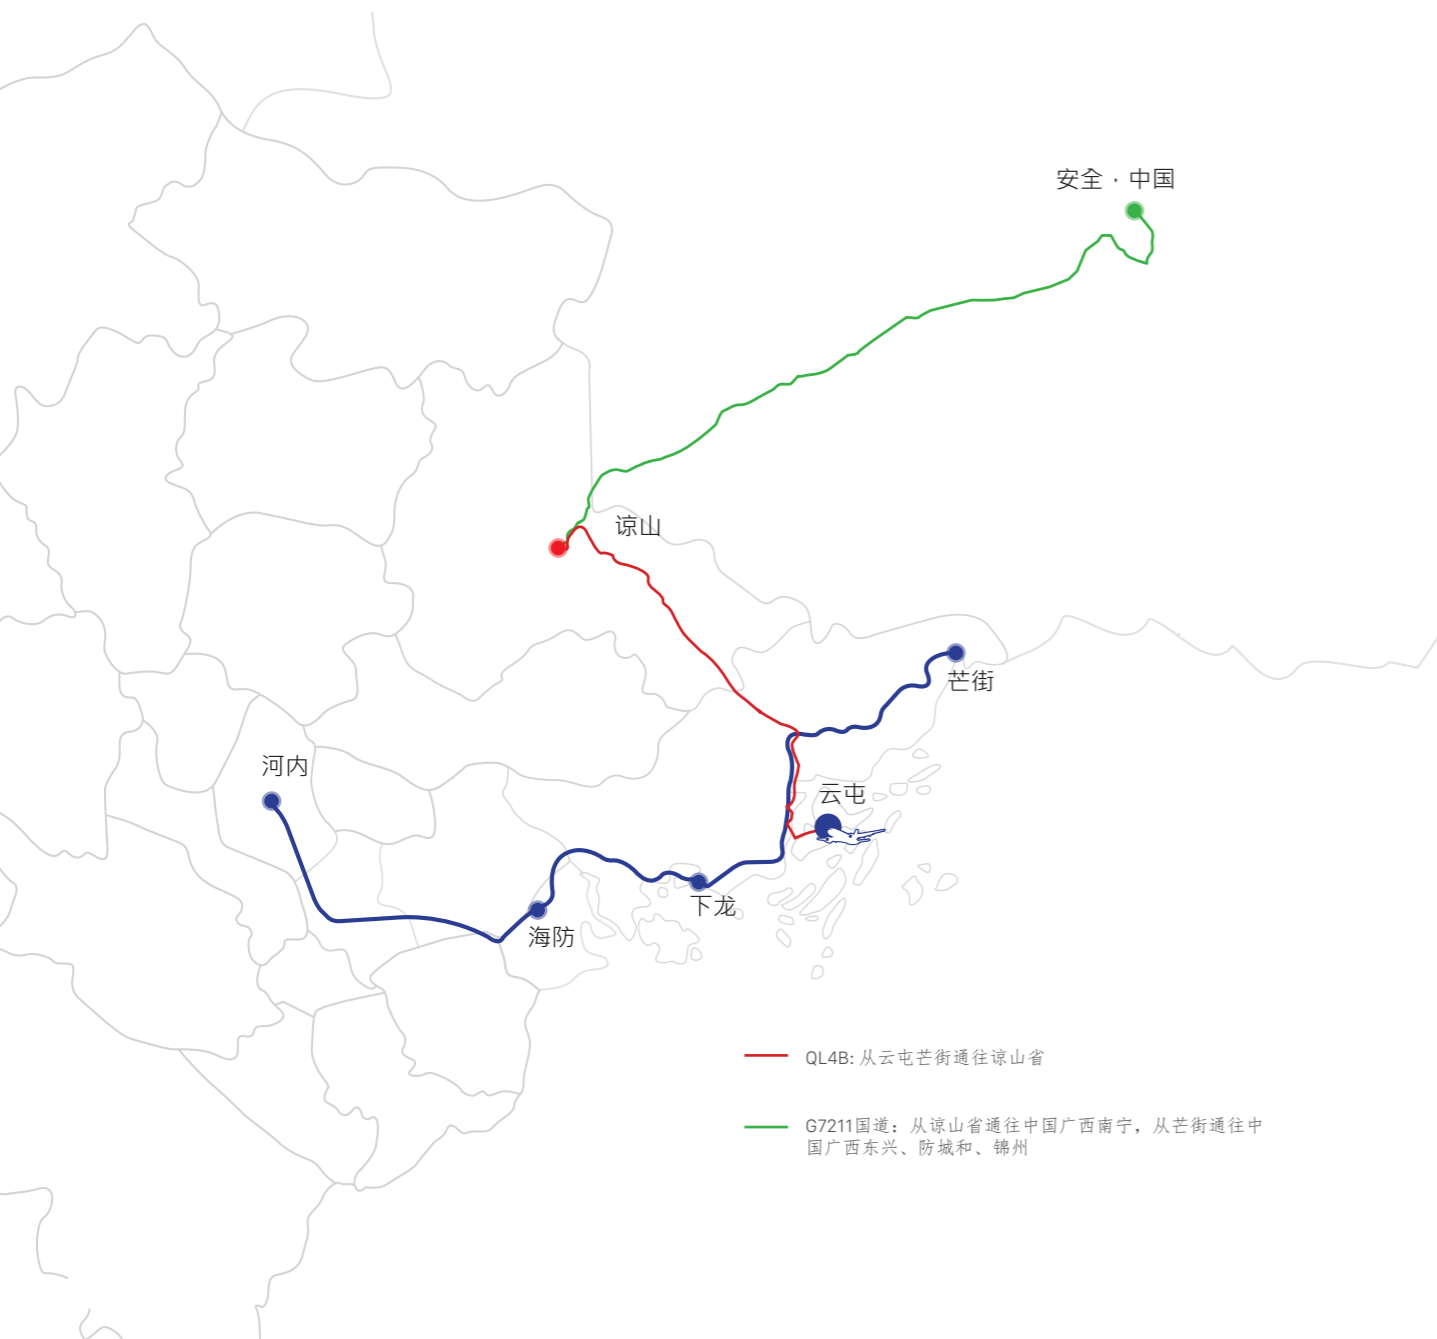 安全 · 中国
谅山
芒街
河内
云屯
下龙
海防
QL4B: 从云屯芒街通往谅山省
G7211国道：从谅山省通往中国广西南宁，从芒街通往中
国广西东兴、防城和、锦州